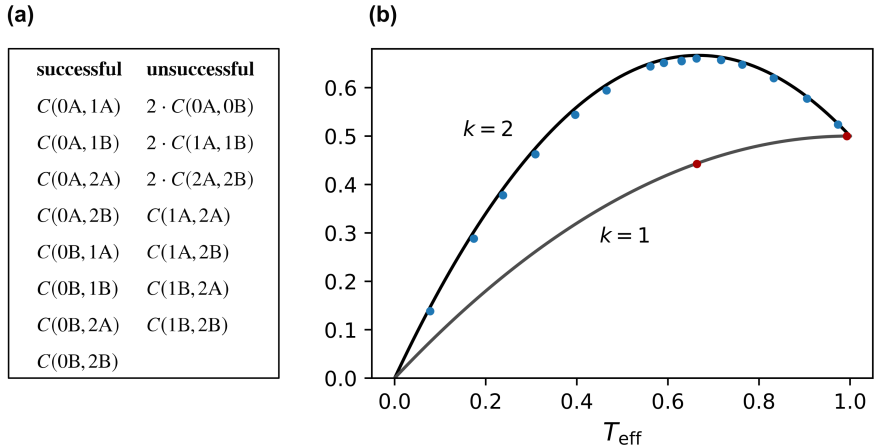 (a)
successful unsuccessful
C(0A, 1A) 2 · C(0A, 0B)
C(0A, 1B) 2 · C(1A, 1B)
C(0A, 2A) 2 · C(2A, 2B)
C(0A, 2B) C(1A, 2A)
C(0B, 1A) C(1A, 2B)
C(0B, 1B) C(1B, 2A)
C(0B, 2A) C(1B, 2B)
C(0B, 2B)
(b)
0.6
0.5
0.4
0.3
0.2
0.1
0.0
k = 2
k = 1
0.0 0.2 0.4 0.6 0.8 1.0
T_eff